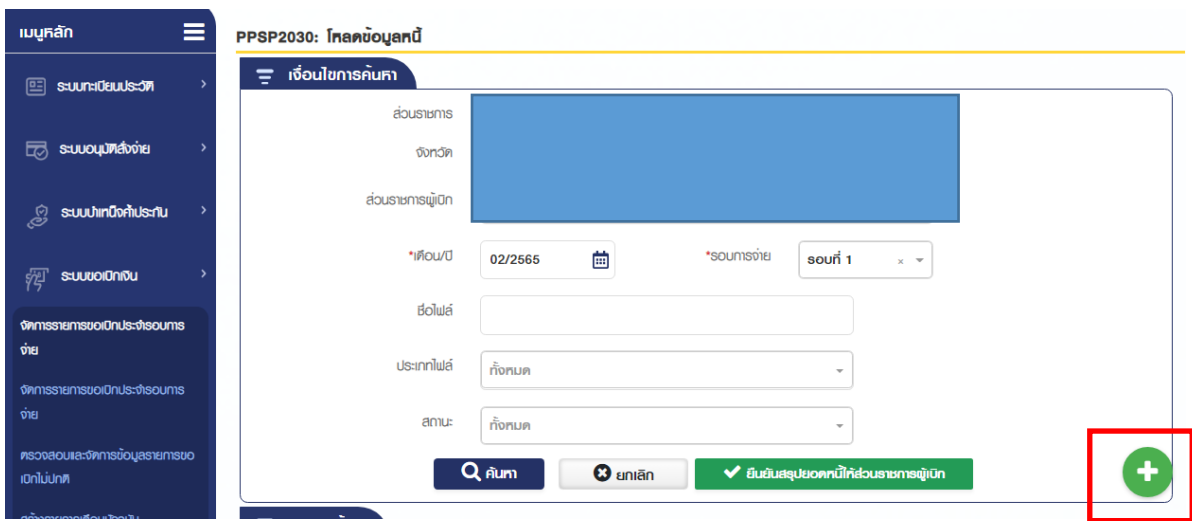 เมนูหลัก
PPSP2030: โหลดข้อมูลหนี้
เงื่อนไขการค้นหา
ระบบทะเบียนประวัติ
ส่วนราชการ
ระบบอนุมัติสั่งจ่าย
จังหวัด
ส่วนราชการผู้เบิก
ระบบบำเหน็จค้ำประกัน
*เดือน/ปี 02/2565 *รอบการจ่าย รอบที่ 1 ×
ระบบขอเบิกเงิน
ชื่อไฟล์
จัดการรายการขอเบิกประจำรอบการ
จ่าย
ประเภทไฟล์ ทั้งหมด
จัดการรายการขอเบิกประจำรอบการ
จ่าย
สถานะ ทั้งหมด
ตรวจสอบและจัดการข้อมูลรายการขอ
เบิกไม่ปกติ
ค้นหา ยกเลิก ยืนยันสรุปยอดหนี้ให้ส่วนราชการผู้เบิก